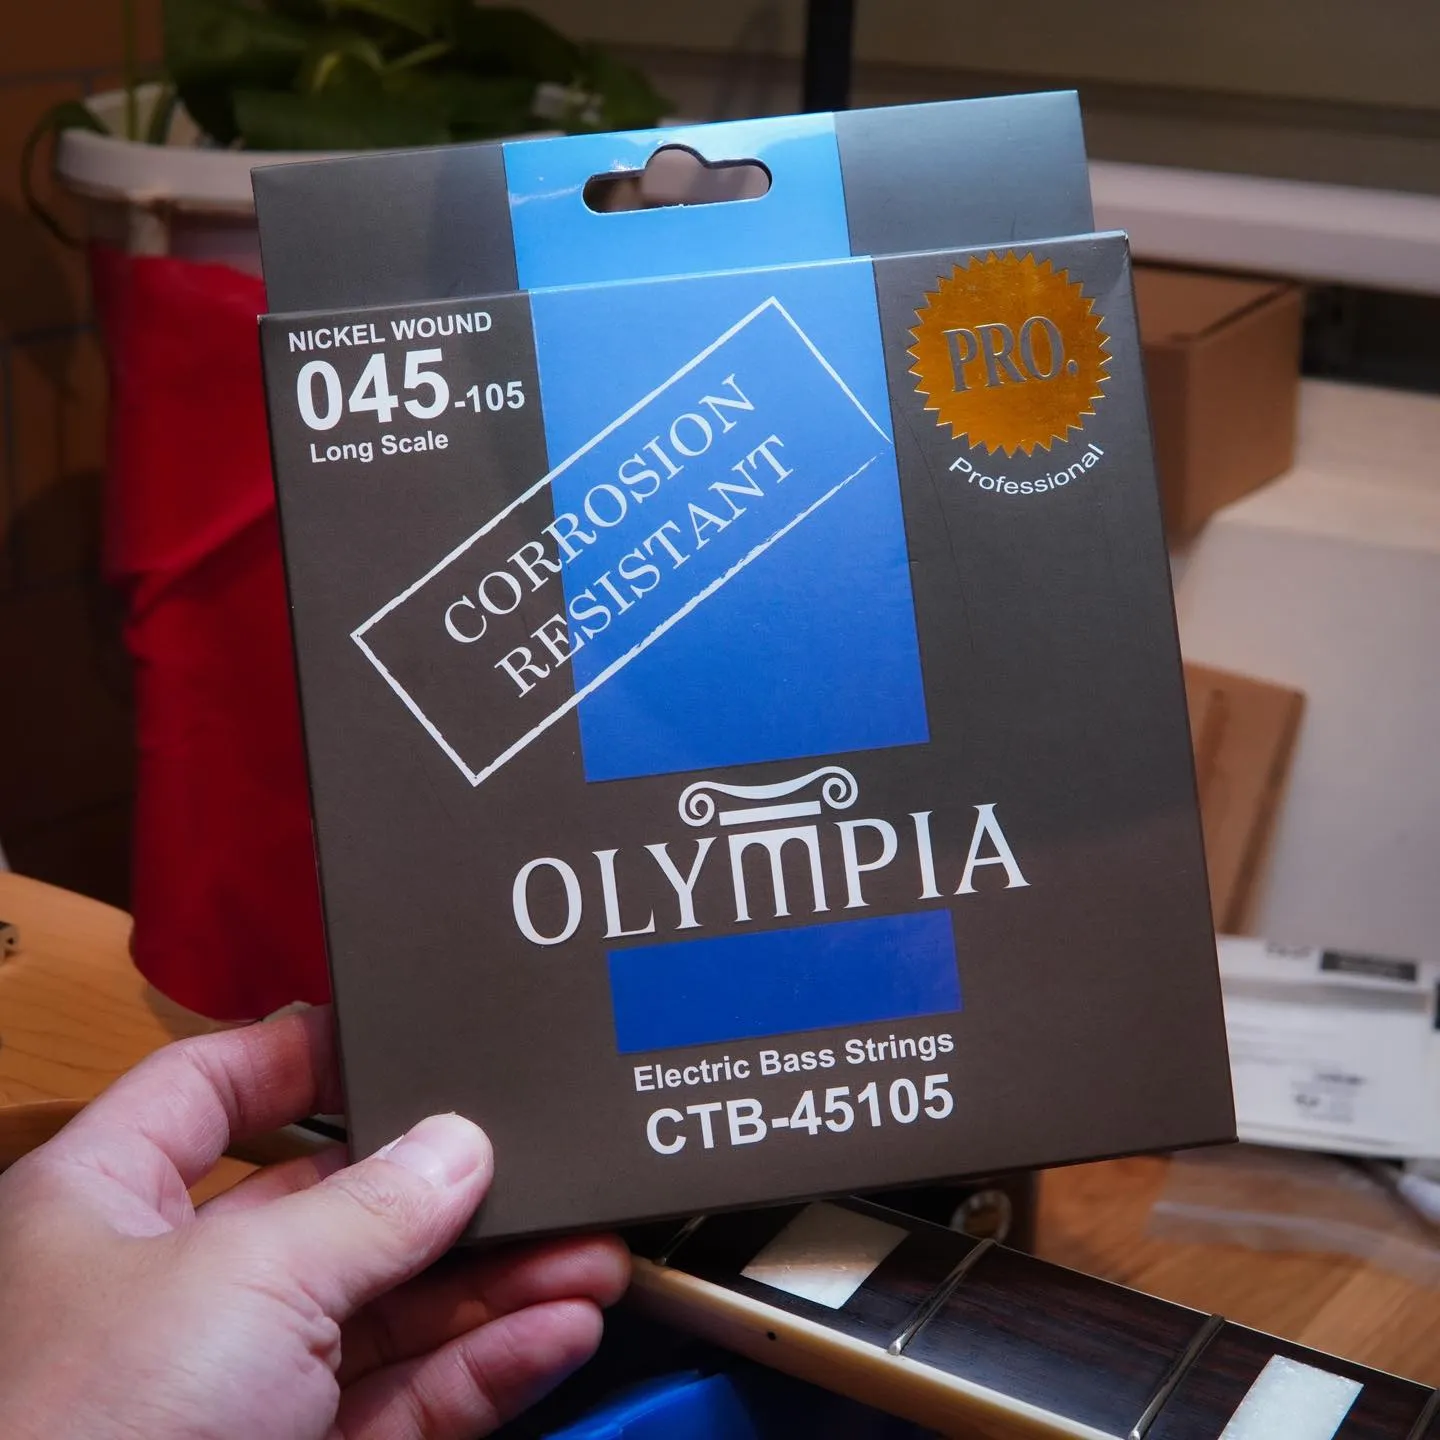 NICKEL WOUND
045-105
Long Scale
PRO.
Professional
CORROSION
RESISTANT
OLYMPIA
Electric Bass Strings
CTB-45105